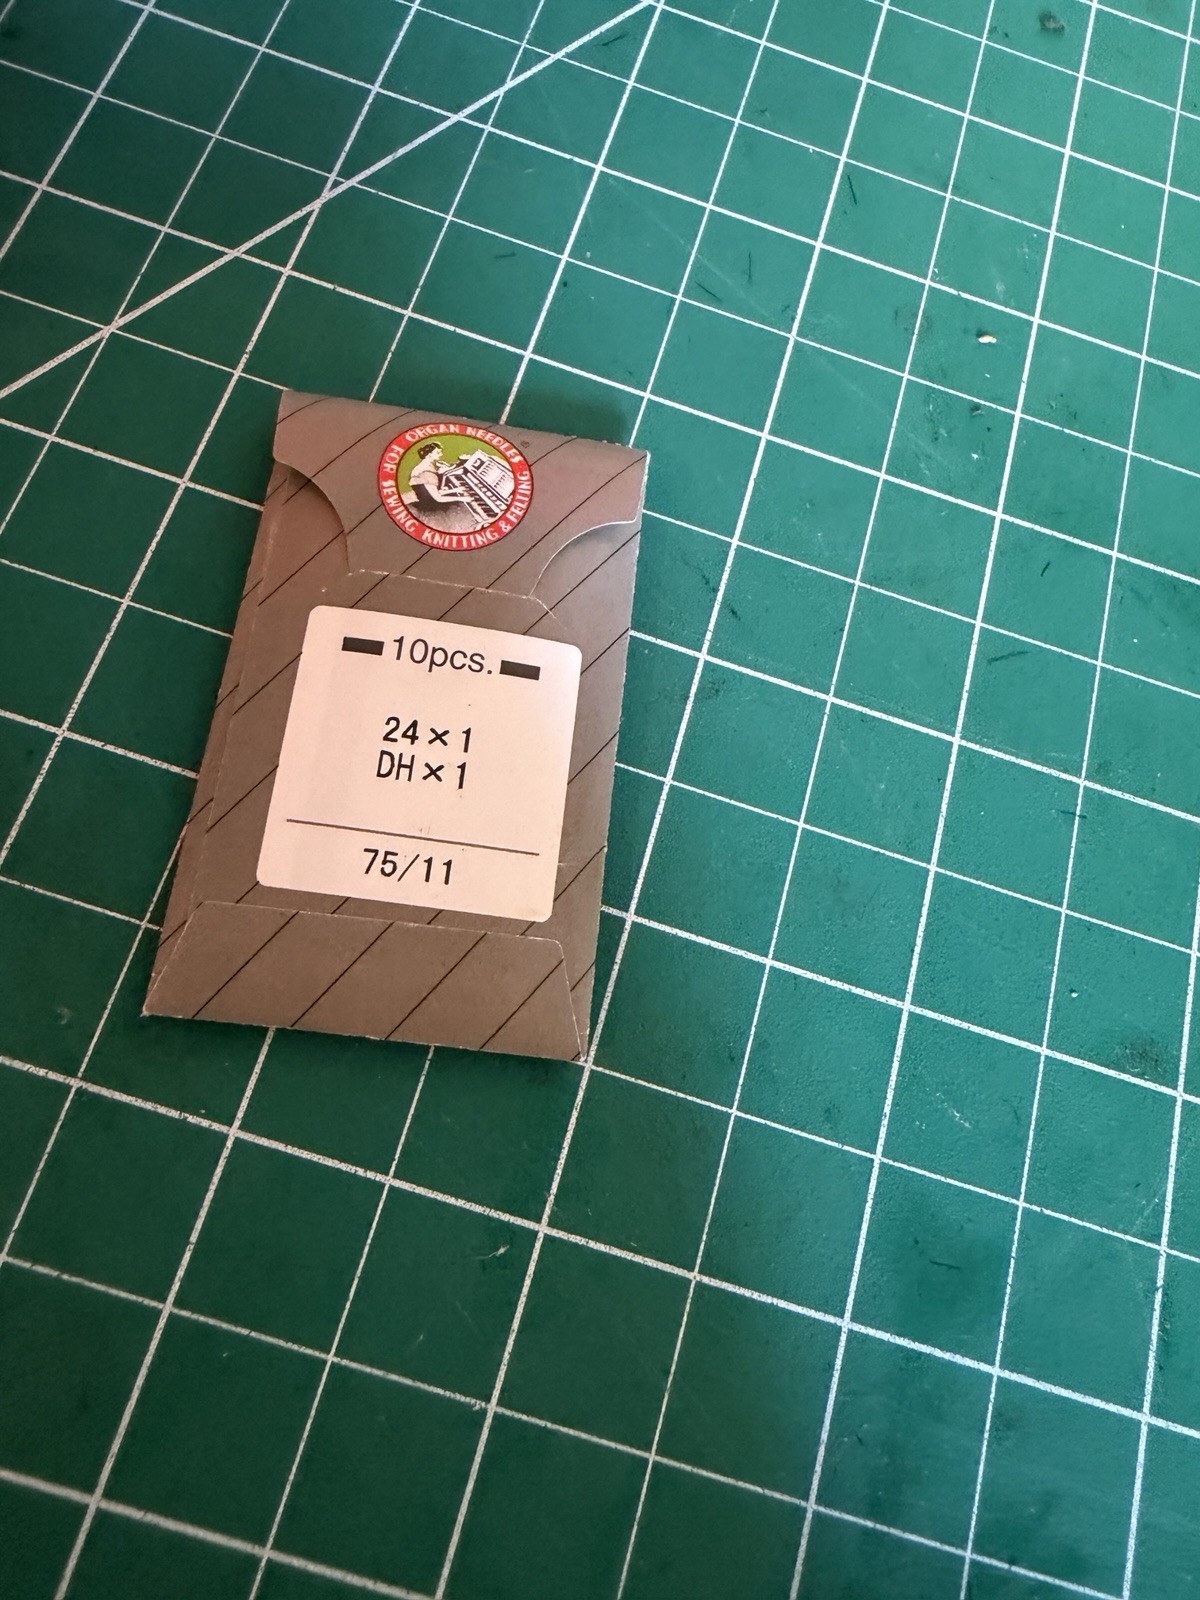 ORGAN NEEDLES
FOR SEWING KNITTING & FELTING
10pcs.
24×1
DH×1
75/11